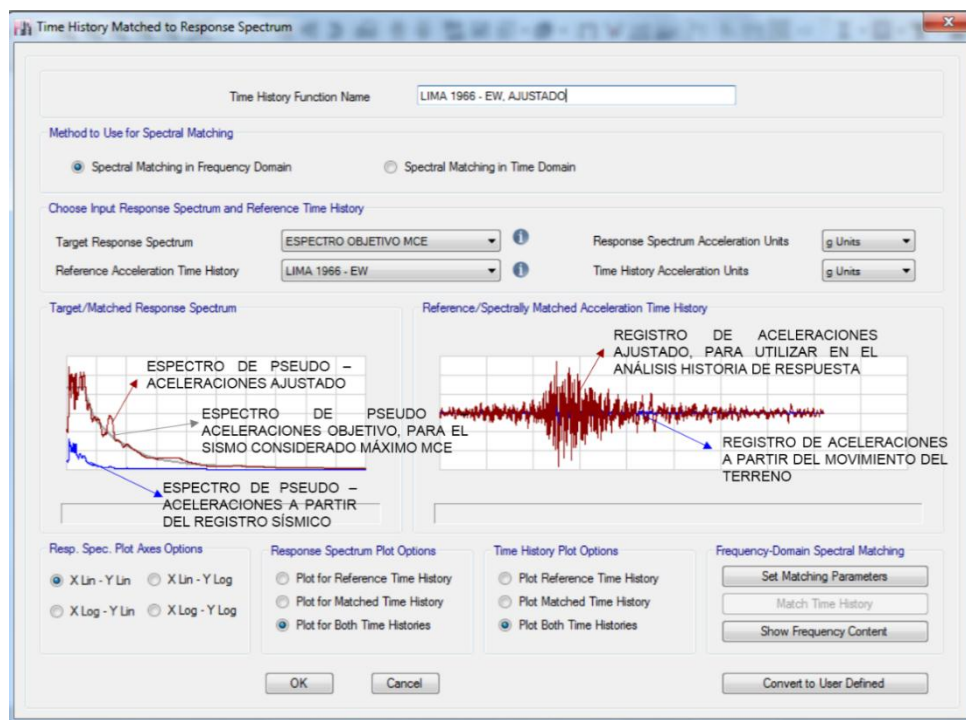 Time History Matched to Response Spectrum
Time History Function Name
LIMA 1966 - EW, AJUSTADO
Method to Use for Spectral Matching
Spectral Matching in Frequency Domain
Spectral Matching in Time Domain
Choose Input Response Spectrum and Reference Time History
Target Response Spectrum
ESPECTRO OBJETIVO MCE
Response Spectrum Acceleration Units
g Units
Reference Acceleration Time History
LIMA 1966 - EW
Time History Acceleration Units
g Units
Target/Matched Response Spectrum
ESPECTRO DE PSEUDO –
ACELERACIONES AJUSTADO
ESPECTRO DE PSEUDO
ACELERACIONES OBJETIVO, PARA EL
SISMO CONSIDERADO MÁXIMO MCE
ESPECTRO DE PSEUDO –
ACELERACIONES A PARTIR
DEL REGISTRO SÍSMICO
Reference/Spectrally Matched Acceleration Time History
REGISTRO DE ACELERACIONES
AJUSTADO, PARA UTILIZAR EN EL
ANÁLISIS HISTORIA DE RESPUESTA
REGISTRO DE ACELERACIONES
A PARTIR DEL MOVIMIENTO DEL
TERRENO
Resp. Spec. Plot Axes Options
X Lin - Y Lin
X Lin - Y Log
X Log - Y Lin
X Log - Y Log
Response Spectrum Plot Options
Plot for Reference Time History
Plot for Matched Time History
Plot for Both Time Histories
Time History Plot Options
Plot Reference Time History
Plot Matched Time History
Plot Both Time Histories
Frequency-Domain Spectral Matching
Set Matching Parameters
Match Time History
Show Frequency Content
OK
Cancel
Convert to User Defined